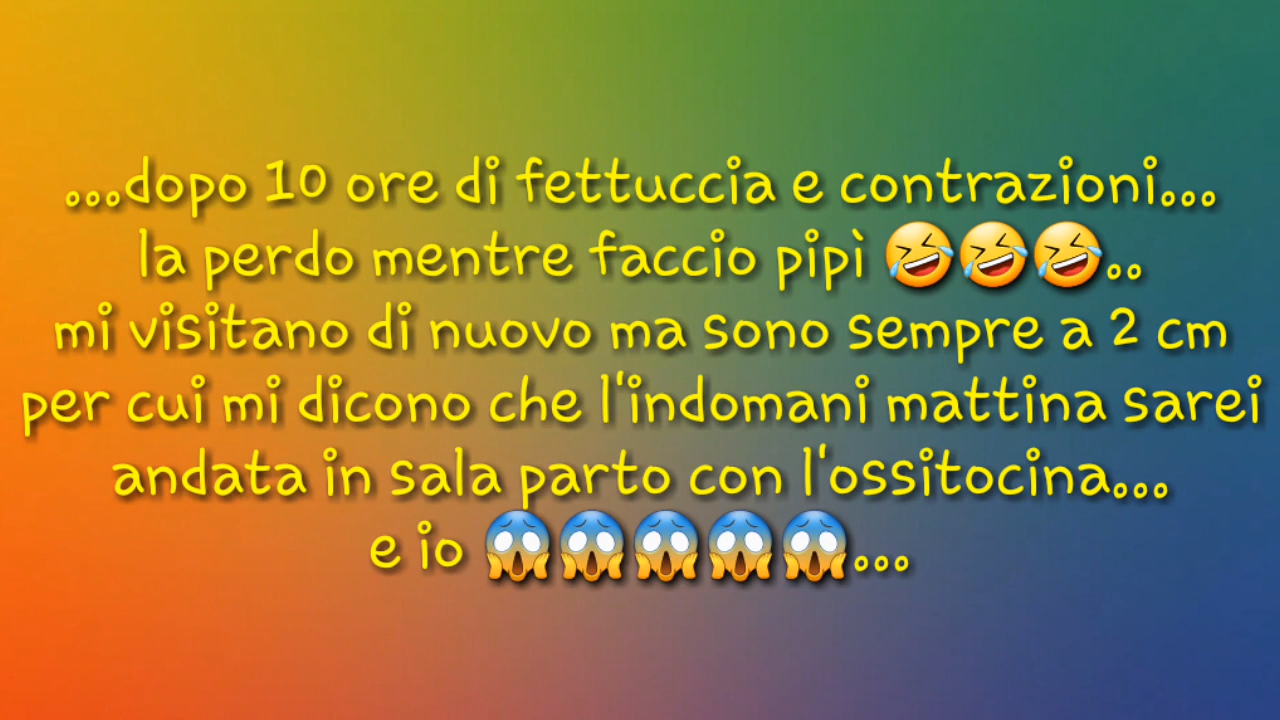 ...dopo 10 ore di fettuccia e contrazioni...
la perdo mentre faccio pipì 🤣🤣🤣..
mi visitano di nuovo ma sono sempre a 2 cm
per cui mi dicono che l'indomani mattina sarei
andata in sala parto con l'ossitocina...
e io 😱😱😱😱😱...